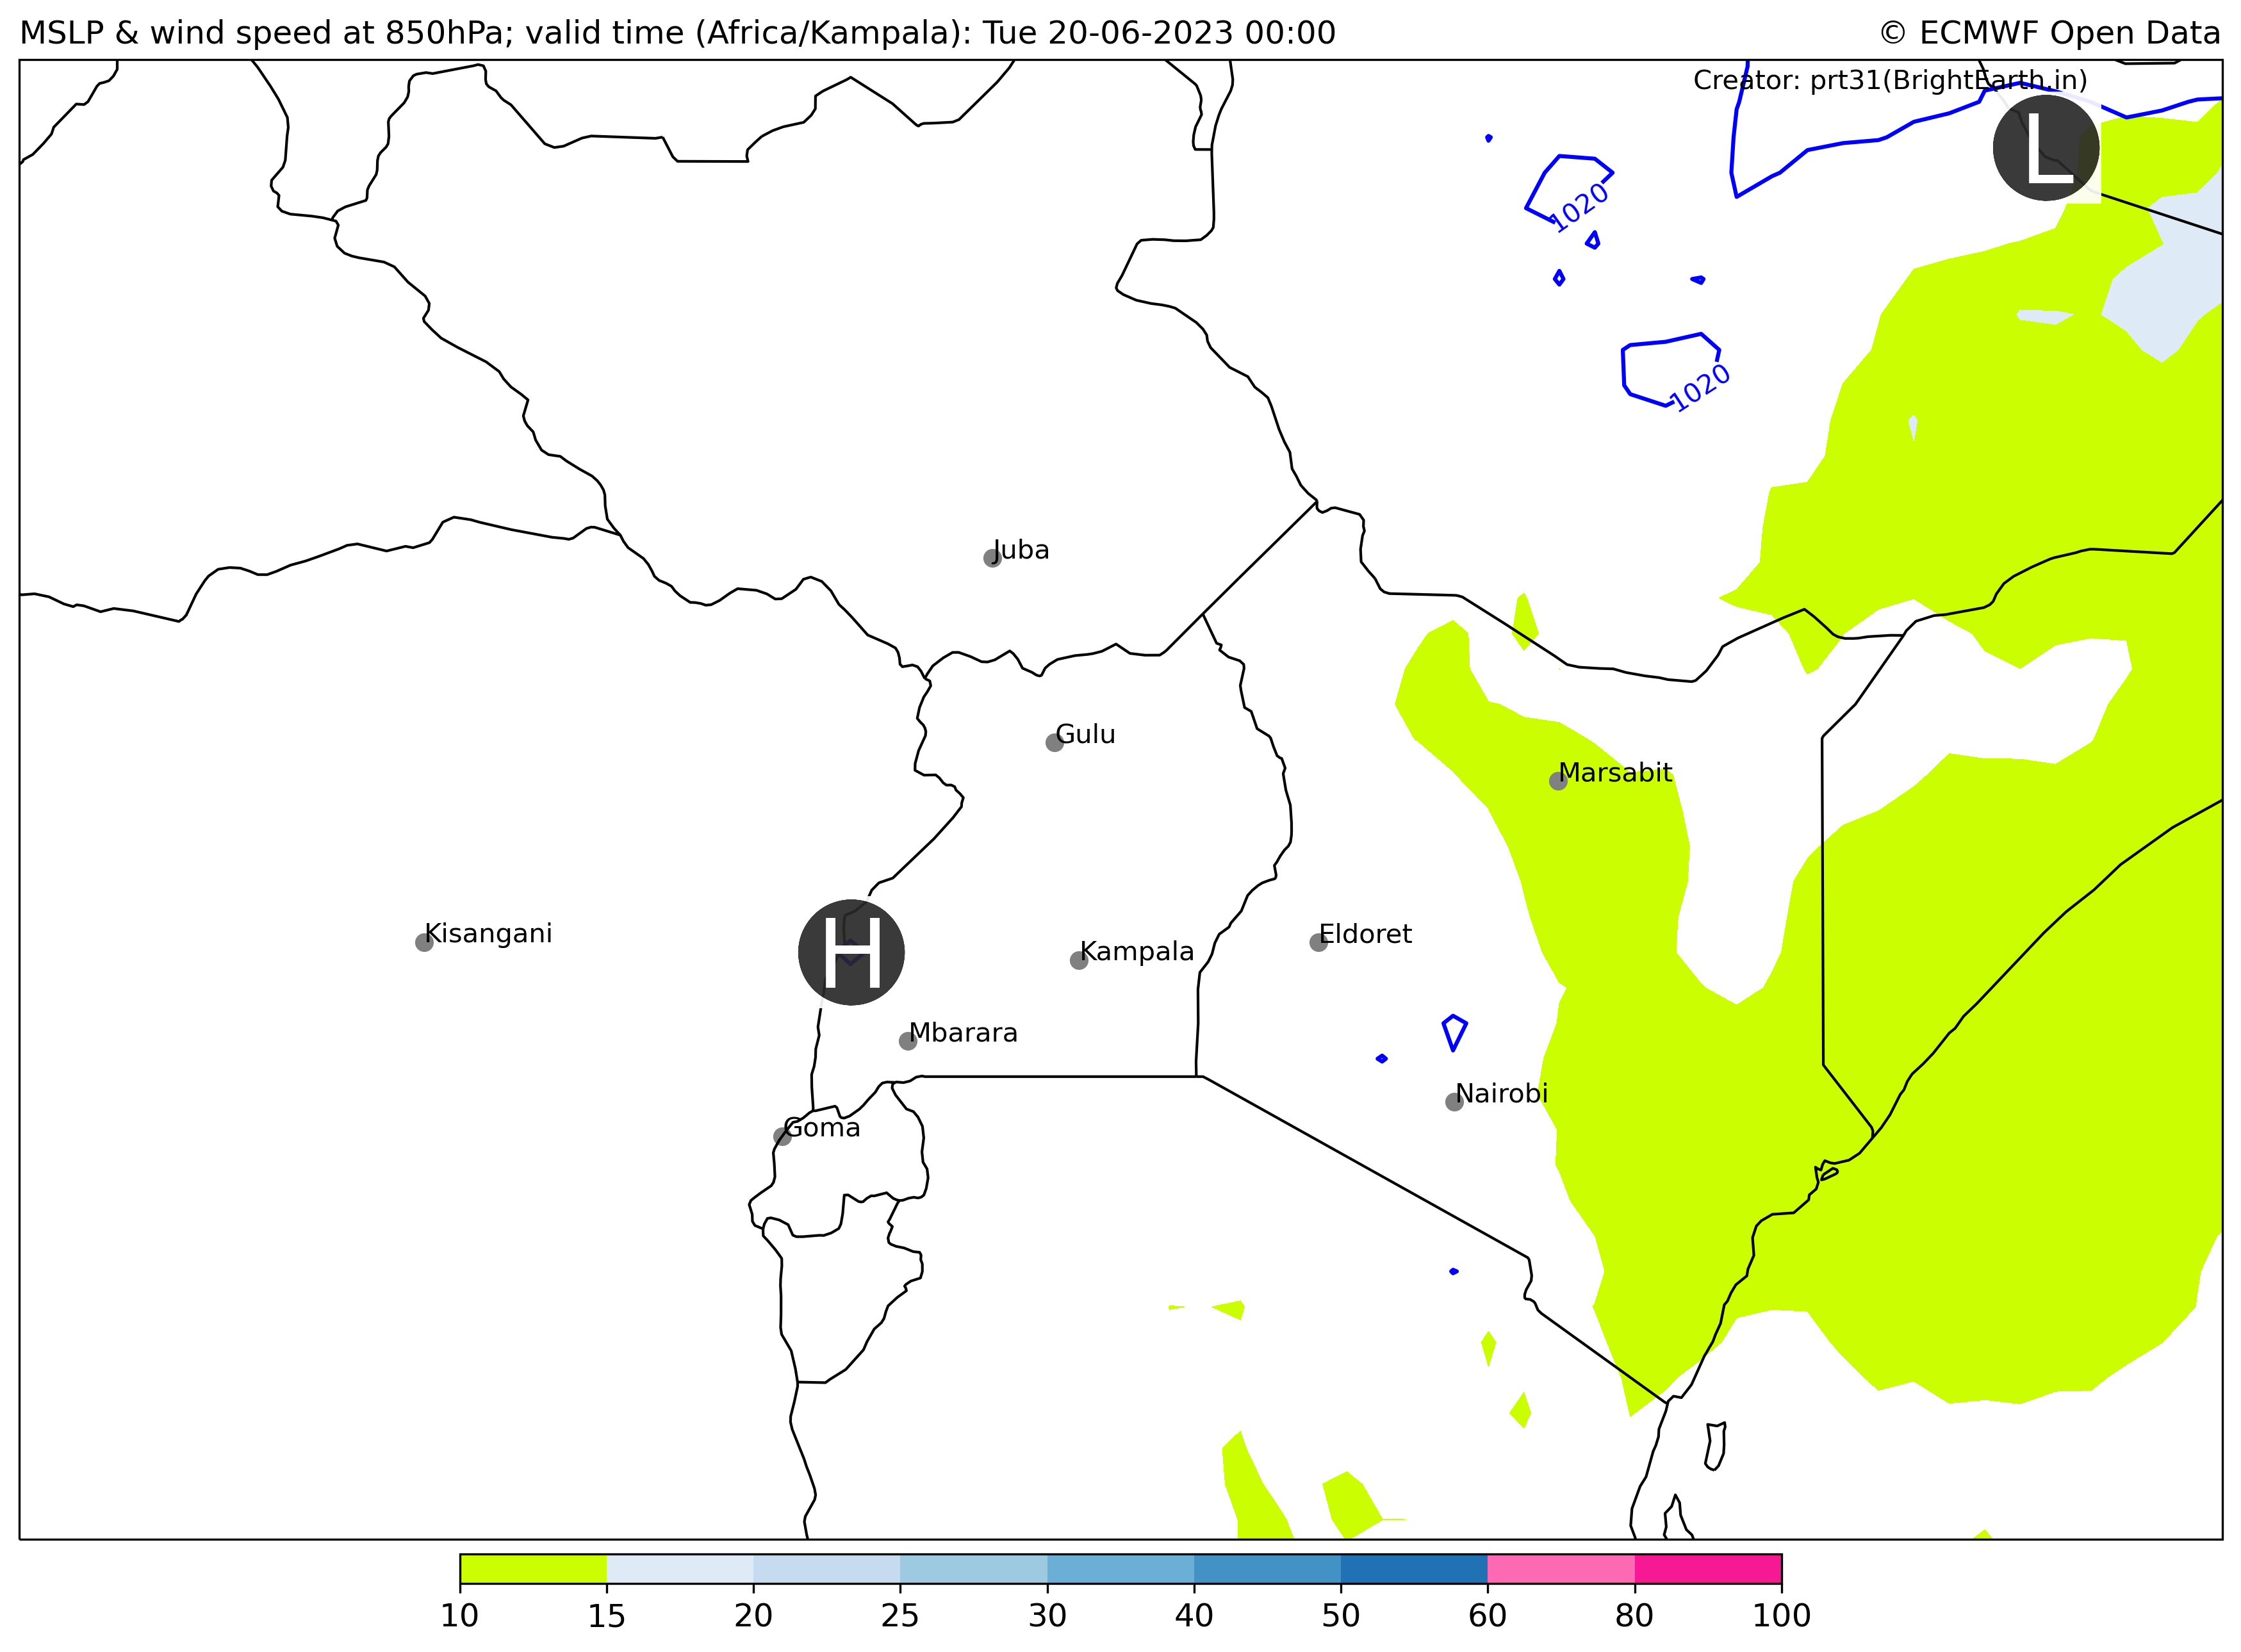 MSLP & wind speed at 850hPa; valid time (Africa/Kampala): Tue 20-06-2023 00:00
© ECMWF Open Data
Creator: prt31(BrightEarth.in)
L
1020
1020
Juba
Gulu
Marsabit
Kisangani
H
Kampala
Eldoret
Mbarara
Nairobi
Goma
10 15 20 25 30 40 50 60 80 100